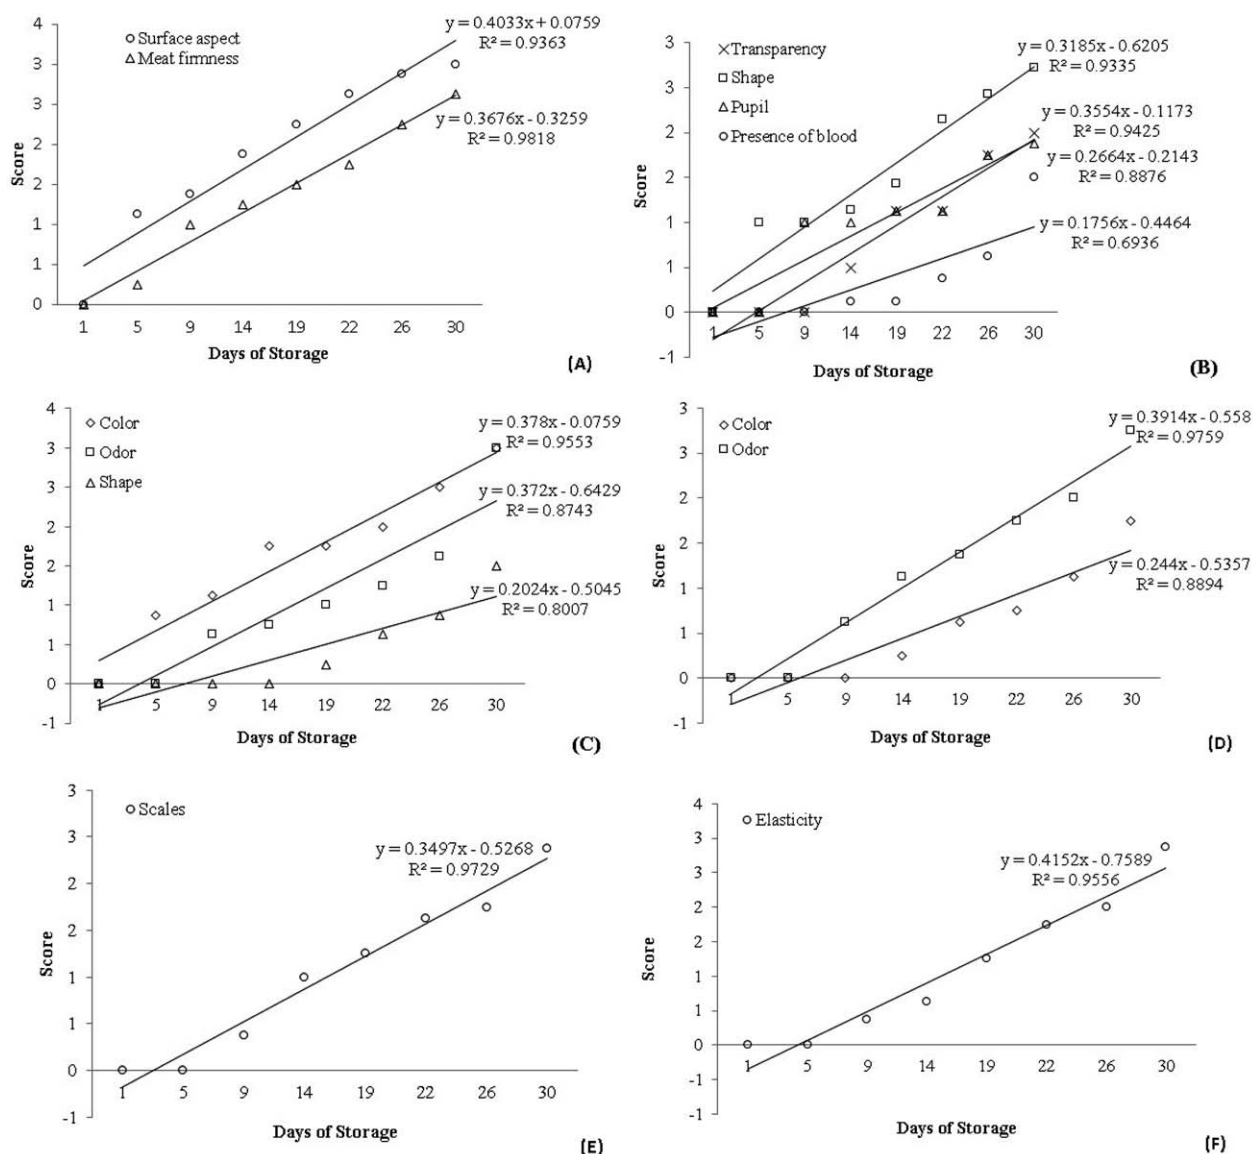 4
3
3
2
2
1
1
0
Score
Surface aspect
Meat firmness
y = 0.4033x + 0.0759
R² = 0.9363
y = 0.3676x - 0.3259
R² = 0.9818
1 5 9 14 19 22 26 30
Days of Storage
(A)
3
3
2
2
1
1
0
-1
Score
Transparency
Shape
Pupil
Presence of blood
y = 0.3185x - 0.6205
R² = 0.9335
y = 0.3554x - 0.1173
R² = 0.9425
y = 0.2664x - 0.2143
R² = 0.8876
y = 0.1756x - 0.4464
R² = 0.6936
1 5 9 14 19 22 26 30
Days of Storage
(B)
4
3
3
2
2
1
1
0
-1
Score
Color
Odor
Shape
y = 0.378x - 0.0759
R² = 0.9553
y = 0.372x - 0.6429
R² = 0.8743
y = 0.2024x - 0.5045
R² = 0.8007
1 5 9 14 19 22 26 30
Days of Storage
(C)
3
3
2
2
1
1
0
-1
Score
Color
Odor
y = 0.3914x - 0.558
R² = 0.9759
y = 0.244x - 0.5357
R² = 0.8894
1 5 9 14 19 22 26 30
Days of Storage
(D)
3
3
2
2
1
1
0
-1
Score
Scales
y = 0.3497x - 0.5268
R² = 0.9729
1 5 9 14 19 22 26 30
Days of Storage
(E)
4
3
3
2
2
1
1
0
-1
-1
Score
Elasticity
y = 0.4152x - 0.7589
R² = 0.9556
1 5 9 14 19 22 26 30
Days of Storage
(F)